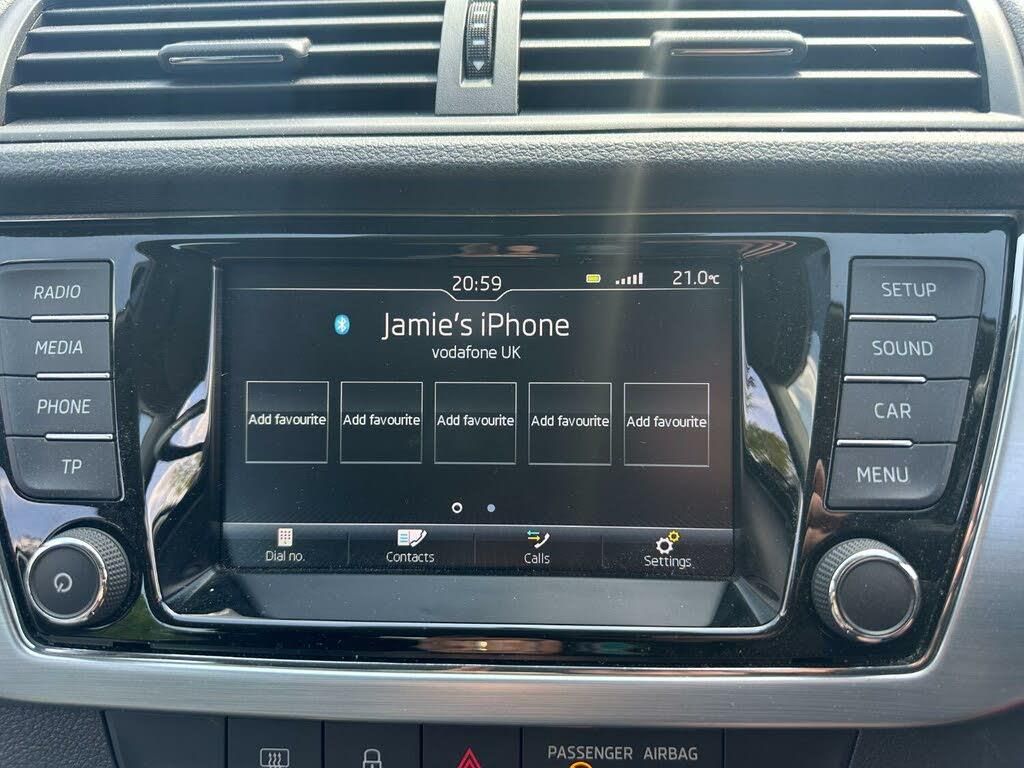 RADIO
MEDIA
PHONE
TP
20:59
21.0°C
Jamie's iPhone
vodafone UK
Add favourite
Add favourite
Add favourite
Add favourite
Add favourite
Dial no.
Contacts
Calls
Settings
SETUP
SOUND
CAR
MENU
PASSENGER AIRBAG